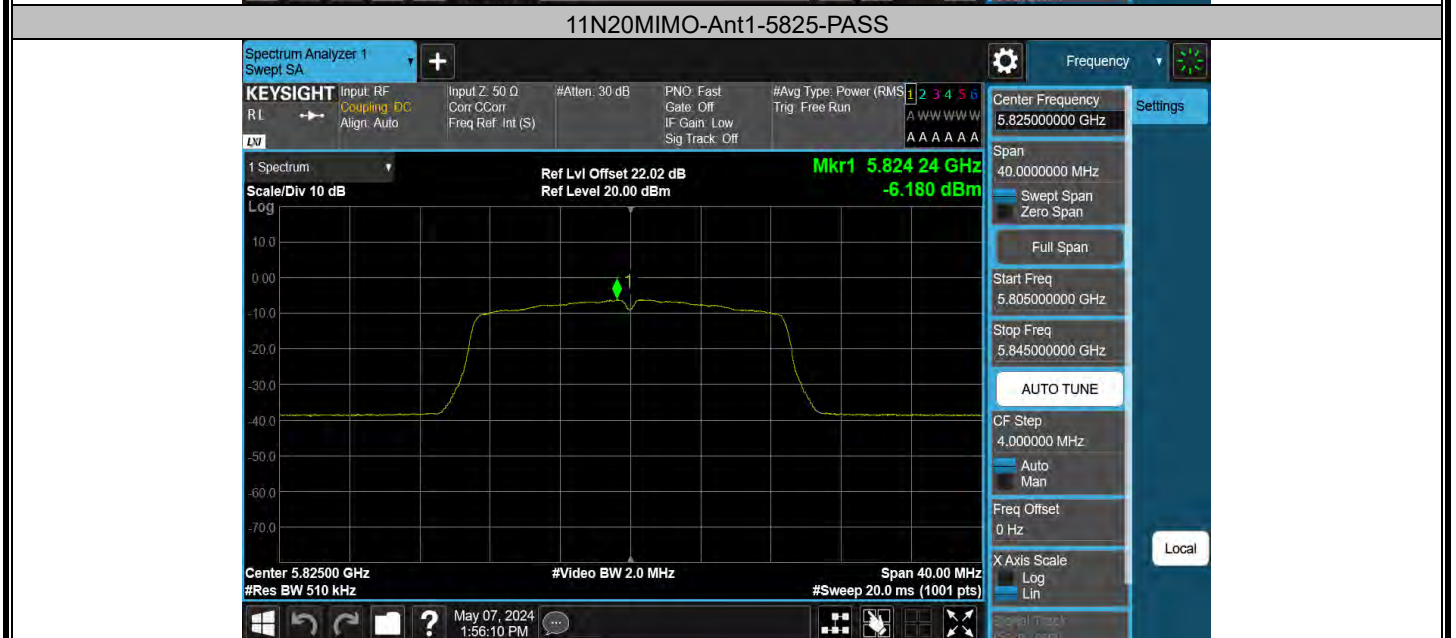 11N20MIMO-Ant1-5825-PASS
Spectrum Analyzer 1
Swept SA
Frequency
KEYSIGHT
RL
LXI
Input: RF
Coupling: DC
Align: Auto
Input Z: 50 Ω
Corr CCorr
Freq Ref: Int (S)
#Atten: 30 dB
PNO: Fast
Gate: Off
IF Gain: Low
Sig Track: Off
#Avg Type: Power (RMS
Trig: Free Run
1 2 3 4 5 6
A W W W W W
A A A A A A
Center Frequency
5.825000000 GHz
Settings
Span
40.0000000 MHz
Swept Span
Zero Span
Full Span
Start Freq
5.805000000 GHz
Stop Freq
5.845000000 GHz
AUTO TUNE
CF Step
4.000000 MHz
Auto
Man
Freq Offset
0 Hz
X Axis Scale
Log
Lin
Local
1 Spectrum
Scale/Div 10 dB
Log
Ref Lvl Offset 22.02 dB
Ref Level 20.00 dBm
Mkr1 5.824 24 GHz
-6.180 dBm
10.0
0.00
-10.0
-20.0
-30.0
-40.0
-50.0
-60.0
-70.0
1
Center 5.82500 GHz
#Res BW 510 kHz
#Video BW 2.0 MHz
Span 40.00 MHz
#Sweep 20.0 ms (1001 pts)
?
May 07, 2024
1:56:10 PM